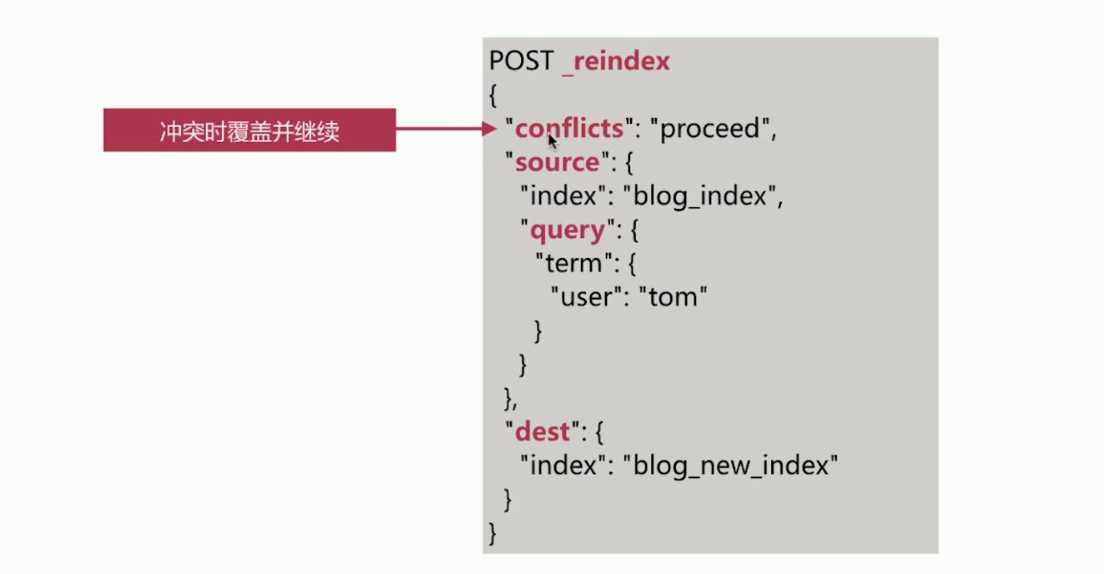 POST _reindex
{
冲突时覆盖并继续
"conflicts": "proceed",
"source": {
"index": "blog_index",
"query": {
"term": {
"user": "tom"
}
}
},
"dest": {
"index": "blog_new_index"
}
}